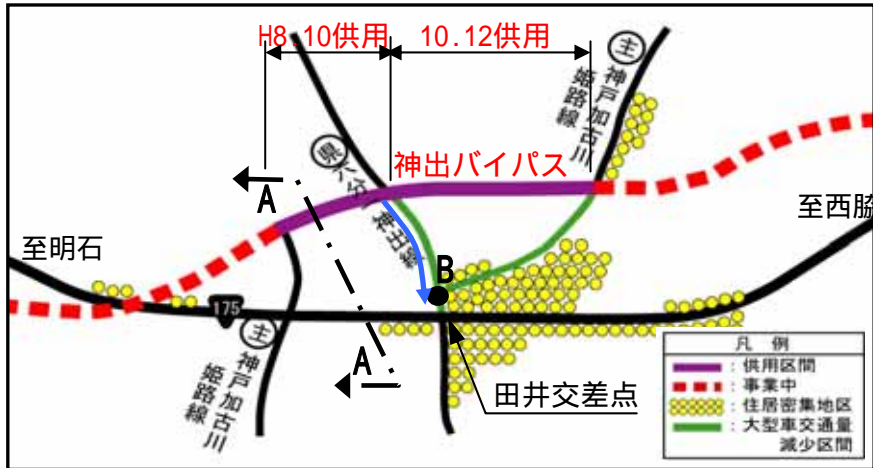 H8.10供用
10.12供用
主
神戸加古川
姫路線
県
六分一
神出線
神出バイパス
A
至西脇
至明石
B
175
主
神戸加古川
姫路線
A
田井交差点
凡 例
: 供用区間
: 事業中
: 住居密集地区
: 大型車交通量
減少区間